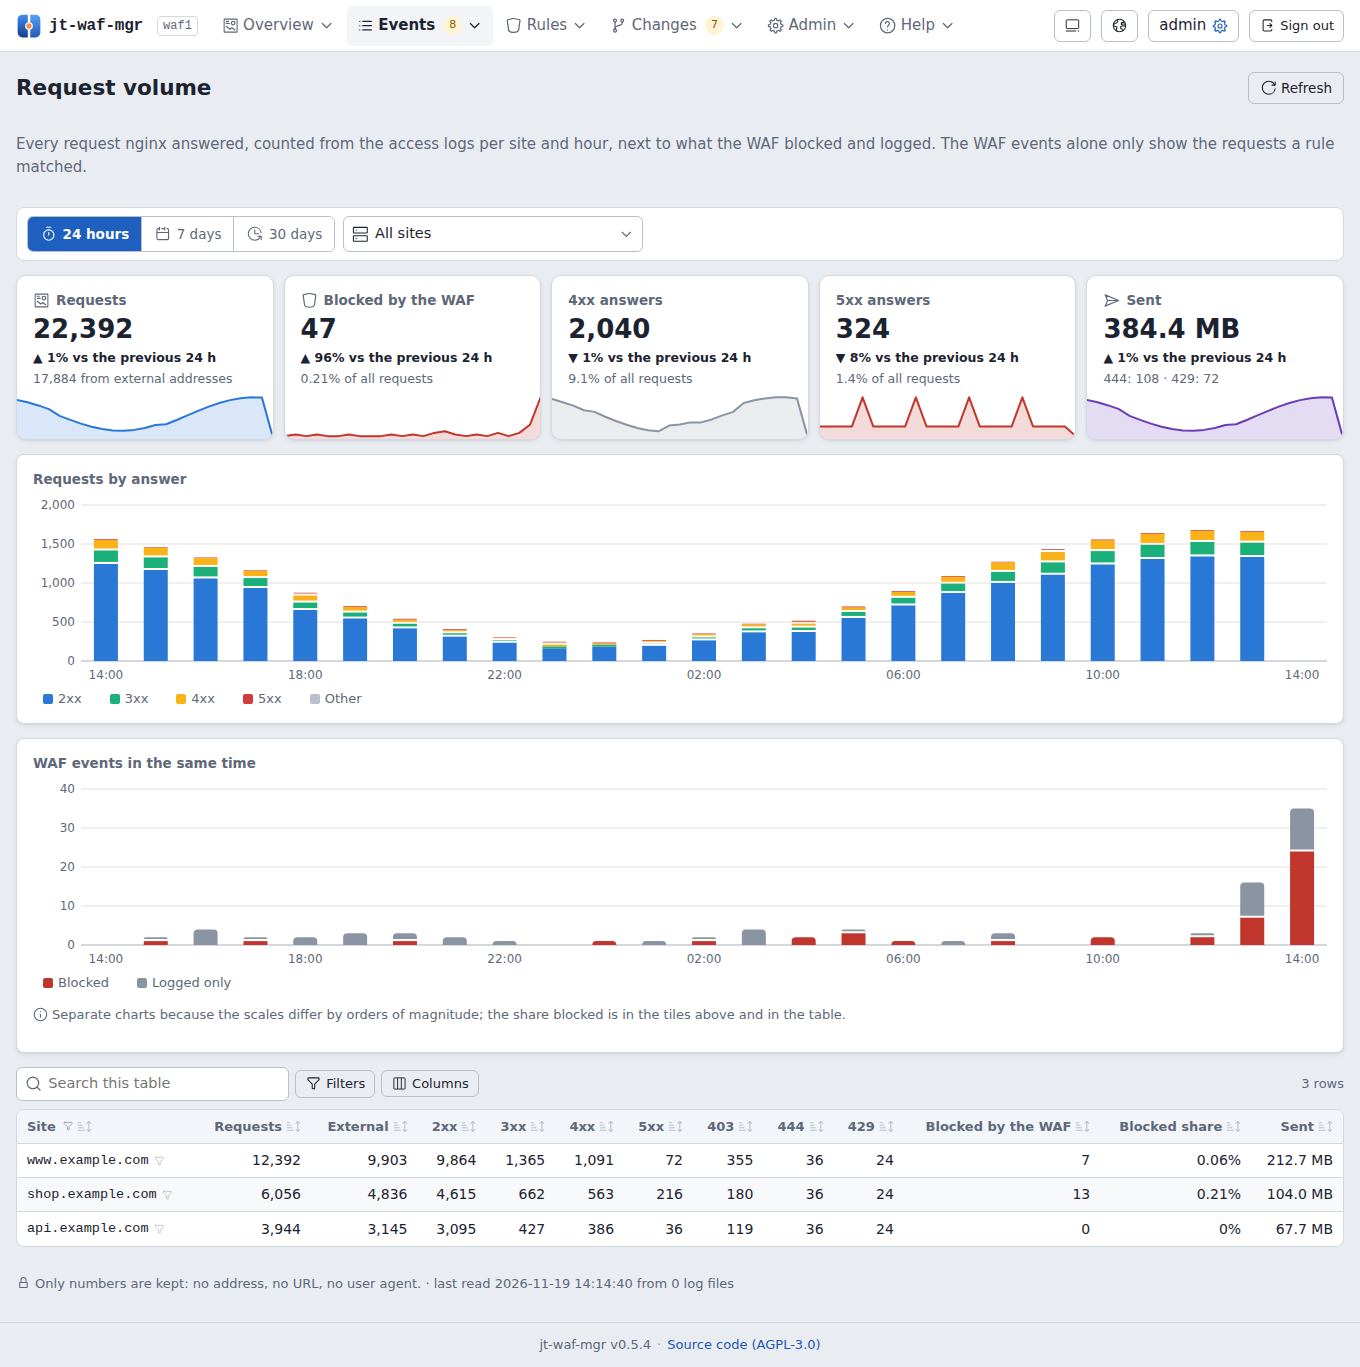 jt-waf-mgr waf1 Overview Events 8 Rules Changes 7 Admin Help admin Sign out
Request volume
Refresh
Every request nginx answered, counted from the access logs per site and hour, next to what the WAF blocked and logged. The WAF events alone only show the requests a rule
matched.
24 hours 7 days 30 days All sites
Requests
22,392
▲ 1% vs the previous 24 h
17,884 from external addresses
Blocked by the WAF
47
▲ 96% vs the previous 24 h
0.21% of all requests
4xx answers
2,040
▼ 1% vs the previous 24 h
9.1% of all requests
5xx answers
324
▼ 8% vs the previous 24 h
1.4% of all requests
Sent
384.4 MB
▲ 1% vs the previous 24 h
444: 108 · 429: 72
Requests by answer
2,000
1,500
1,000
500
0
14:00 18:00 22:00 02:00 06:00 10:00 14:00
2xx 3xx 4xx 5xx Other
WAF events in the same time
40
30
20
10
0
14:00 18:00 22:00 02:00 06:00 10:00 14:00
Blocked Logged only
Separate charts because the scales differ by orders of magnitude; the share blocked is in the tiles above and in the table.
Search this table Filters Columns 3 rows
Site Requests External 2xx 3xx 4xx 5xx 403 444 429 Blocked by the WAF Blocked share Sent
www.example.com 12,392 9,903 9,864 1,365 1,091 72 355 36 24 7 0.06% 212.7 MB
shop.example.com 6,056 4,836 4,615 662 563 216 180 36 24 13 0.21% 104.0 MB
api.example.com 3,944 3,145 3,095 427 386 36 119 36 24 0 0% 67.7 MB
Only numbers are kept: no address, no URL, no user agent. · last read 2026-11-19 14:14:40 from 0 log files
jt-waf-mgr v0.5.4 · Source code (AGPL-3.0)